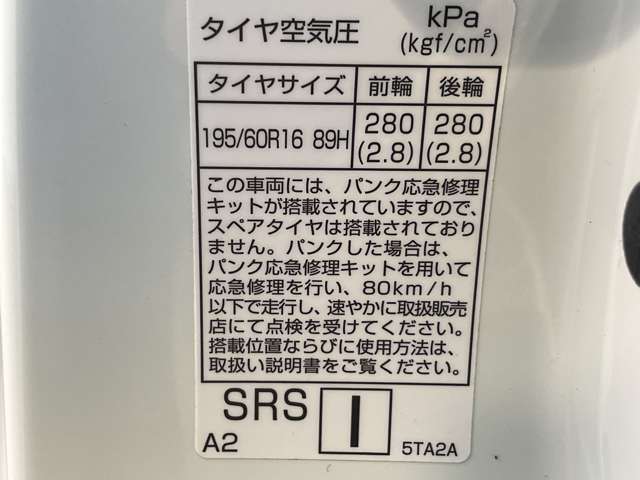 タイヤ空気圧 kPa
(kgf/cm²)
タイヤサイズ 前輪 後輪
195/60R16 89H 280 280
(2.8) (2.8)
この車両には、パンク応急修理
キットが搭載されていますので、
スペアタイヤは搭載されており
ません。パンクした場合は、
パンク応急修理キットを用いて
応急修理を行い、80km/h
以下で走行し、速やかに取扱販売
店にて点検を受けてください。
搭載位置ならびに使用方法は、
取扱い説明書をご覧ください。
SRS I
A2 5TA2A